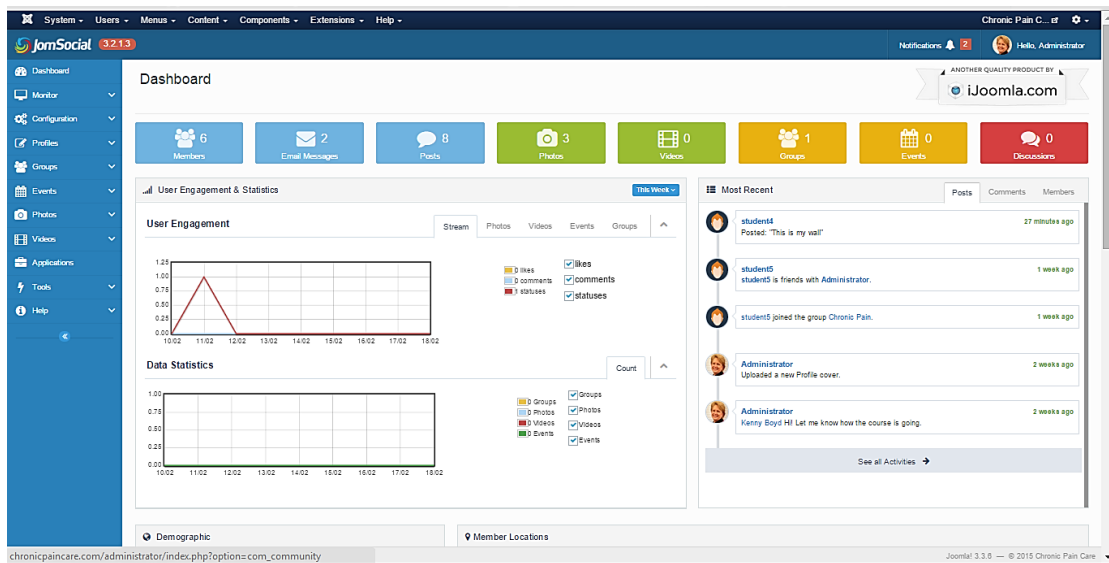 System Users Menus Content Components Extensions Help Chronic Pain C...
JomSocial 3.2.1.3 Notifications 2 Hello, Administrator
Dashboard
Monitor
Configuration
Profiles
Groups
Events
Photos
Videos
Applications
Tools
Help
Dashboard
ANOTHER QUALITY PRODUCT BY
iJoomla.com
6
Members
2
Email Messages
8
Posts
3
Photos
0
Videos
1
Groups
0
Events
0
Discussions
User Engagement & Statistics This Week
User Engagement Stream Photos Videos Events Groups
1.25
1.00
0.75
0.50
0.25
0.00
10/02 11/02 12/02 13/02 14/02 15/02 16/02 17/02 18/02
0 likes
0 comments
1 statuses
likes
comments
statuses
Data Statistics Count
1.00
0.75
0.50
0.25
0.00
10/02 11/02 12/02 13/02 14/02 15/02 16/02 17/02 18/02
0 Groups
0 Photos
0 Videos
0 Events
Groups
Photos
Videos
Events
Most Recent Posts Comments Members
student4 27 minutes ago
Posted: "This is my wall"
student5 1 week ago
student5 is friends with Administrator.
student5 joined the group Chronic Pain. 1 week ago
Administrator 2 weeks ago
Uploaded a new Profile cover.
Administrator 2 weeks ago
Kenny Boyd Hi! Let me know how the course is going.
See all Activities
Demographic
Member Locations
chronicpaincare.com/administrator/index.php?option=com_community
Joomla! 3.3.6 — © 2015 Chronic Pain Care